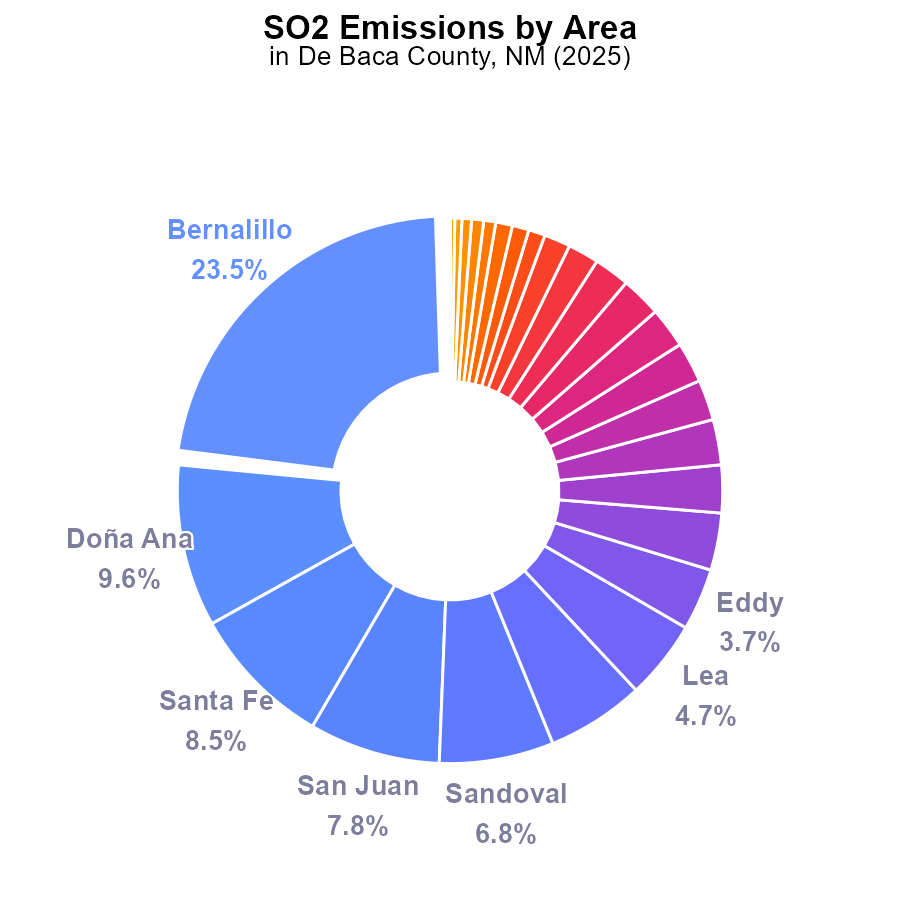 SO2 Emissions by Area
in De Baca County, NM (2025)
Bernalillo
23.5%
Doña Ana
9.6%
Santa Fe
8.5%
San Juan
7.8%
Sandoval
6.8%
Lea
4.7%
Eddy
3.7%